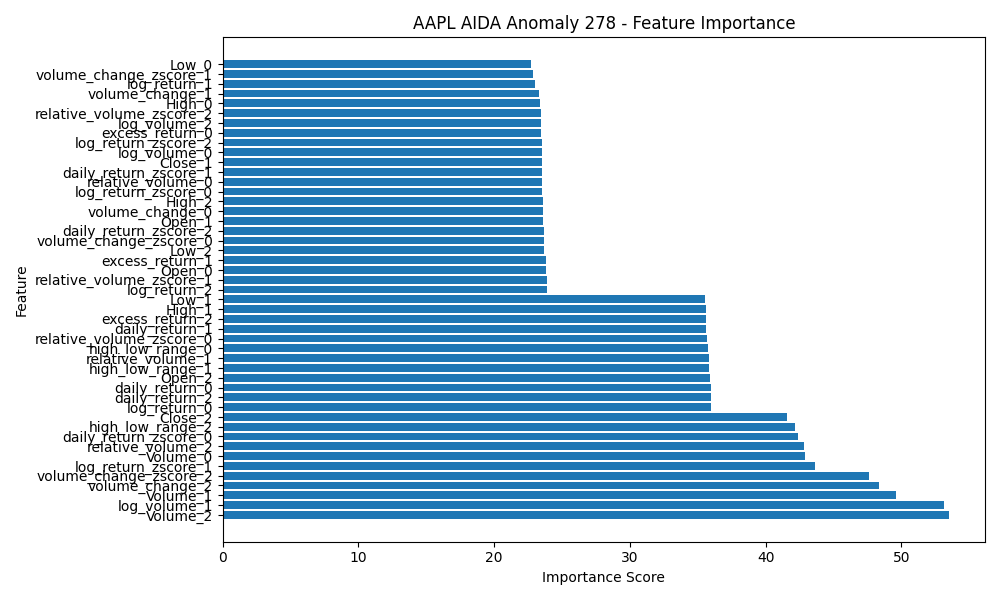 AAPL AIDA Anomaly 278 - Feature Importance
Low_0
volume_change_zscore_1
log_return_1
volume_change_1
High_0
relative_volume_zscore_2
log_volume_2
excess_return_0
log_return_zscore_2
log_volume_0
Close_1
daily_return_zscore_1
relative_volume_0
log_return_zscore_0
High_2
volume_change_0
Open_1
daily_return_zscore_2
volume_change_zscore_0
Low_2
excess_return_1
Open_0
relative_volume_zscore_1
log_return_2
Low_1
High_1
excess_return_2
daily_return_1
relative_volume_zscore_0
high_low_range_0
relative_volume_1
high_low_range_1
Open_2
daily_return_0
daily_return_2
log_return_0
Close_2
high_low_range_2
daily_return_zscore_0
relative_volume_2
Volume_0
log_return_zscore_1
volume_change_zscore_2
volume_change_2
Volume_1
log_volume_1
Volume_2
Feature
0 10 20 30 40 50
Importance Score